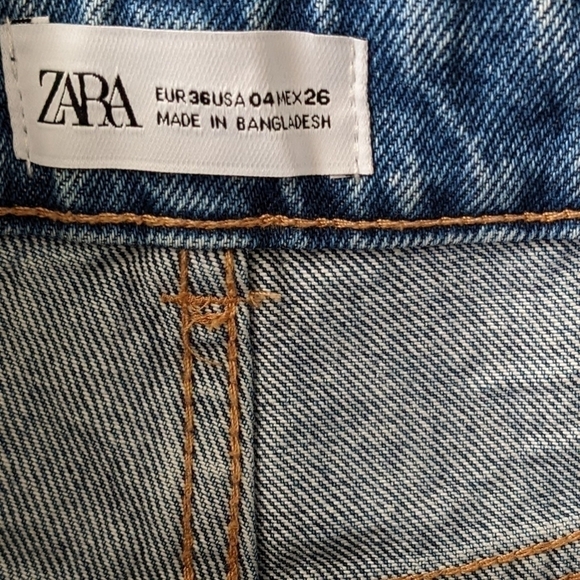 ZARA
EUR 36 USA 04 MEX 26
MADE IN BANGLADESH